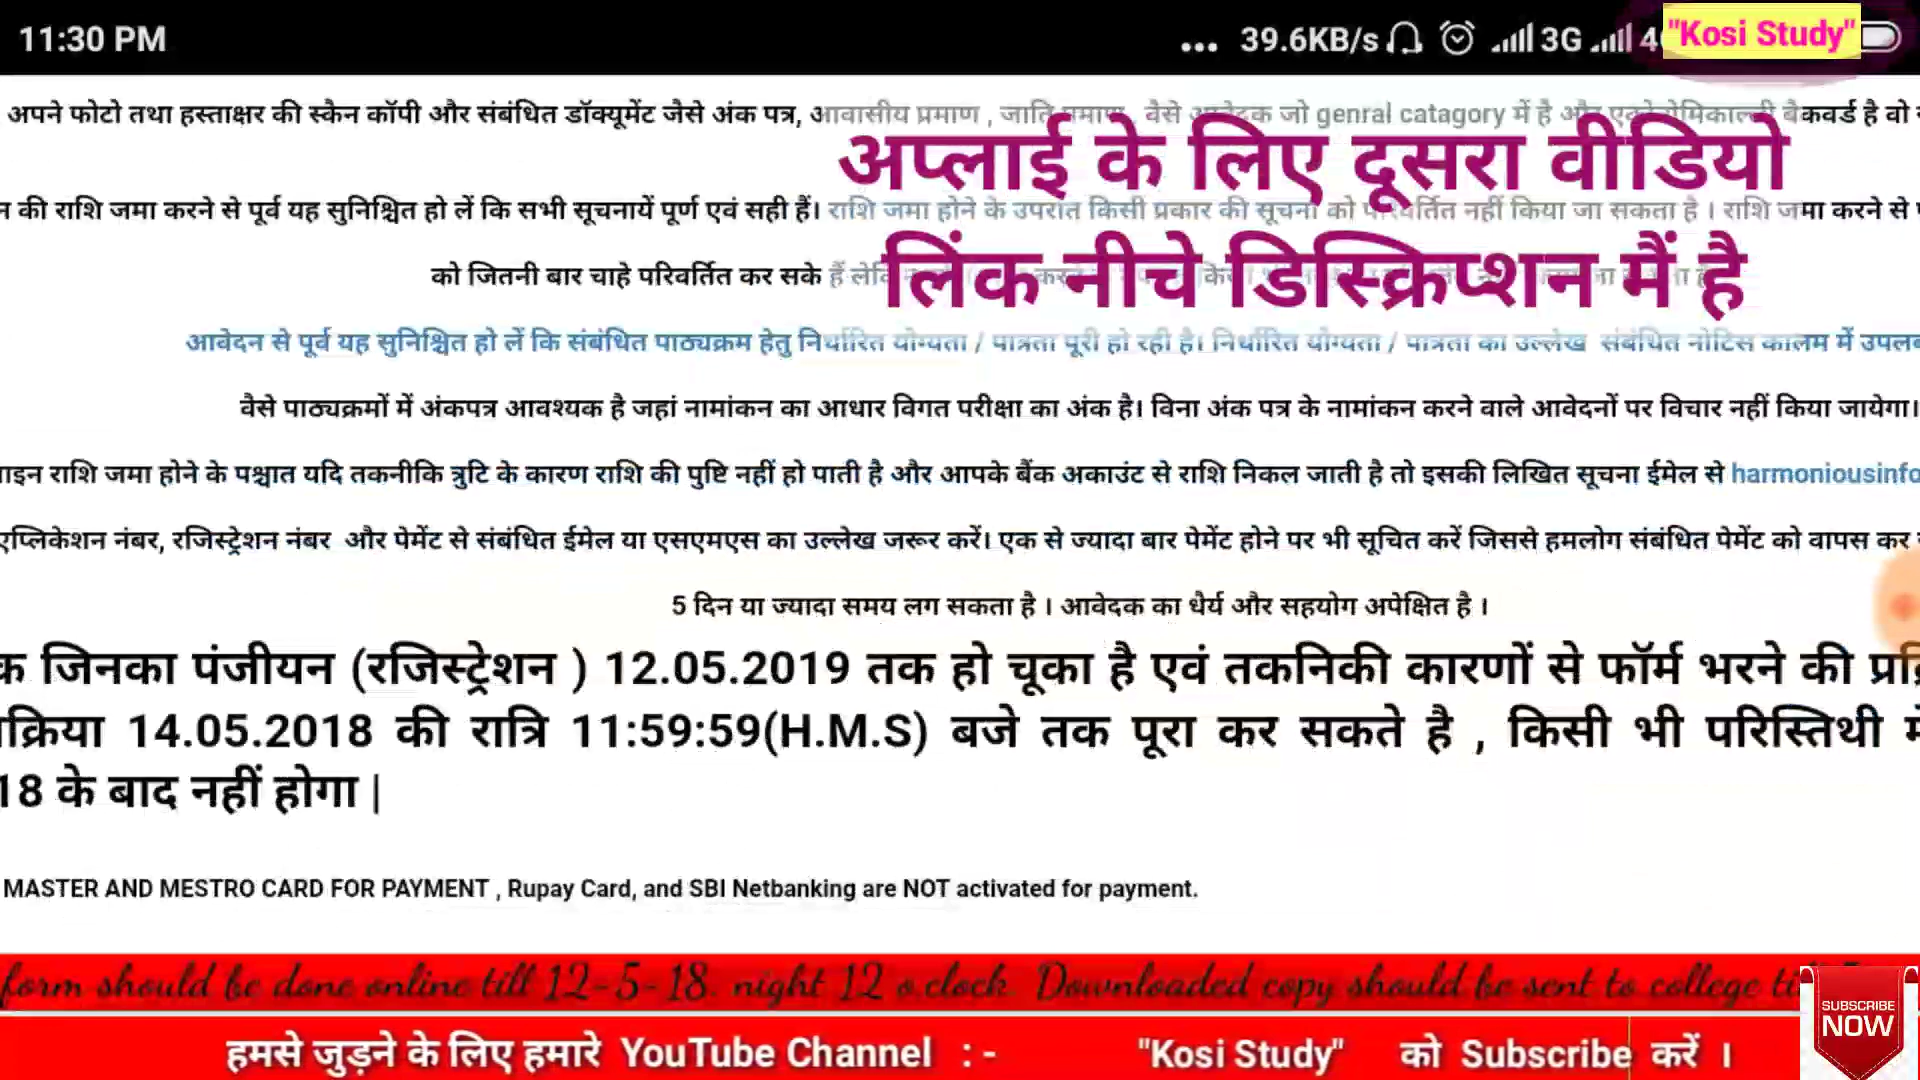 11:30 PM
... 39.6KB/s 3G 4
"Kosi Study"
अपने फोटो तथा हस्ताक्षर की स्कैन कॉपी और संबंधित डॉक्यूमेंट जैसे अंक पत्र, आवासीय प्रमाण , जाति प्रमाण , वैसे आवेदक जो genral catagory में है और बैकवर्ड है वो
अप्लाई के लिए दूसरा वीडियो
न की राशि जमा करने से पूर्व यह सुनिश्चित हो लें कि सभी सूचनायें पूर्ण एवं सही हैं। राशि जमा होने के उपरांत किसी प्रकार की सूचना को परिवर्तित नहीं किया जा सकता है । राशि जमा करने से
लिंक नीचे डिस्क्रिप्शन मैं है
को जितनी बार चाहे परिवर्तित कर सके हैं
आवेदन से पूर्व यह सुनिश्चित हो लें कि संबंधित पाठ्यक्रम हेतु निर्धारित योग्यता / पात्रता पूरी हो रही है। निर्धारित योग्यता / पात्रता का उल्लेख संबंधित नोटिस कालम में
वैसे पाठ्यक्रमों में अंकपत्र आवश्यक है जहां नामांकन का आधार विगत परीक्षा का अंक है। विना अंक पत्र के नामांकन करने वाले आवेदनों पर विचार नहीं किया जायेगा।
राशि जमा होने के पश्चात यदि तकनीकि त्रुटि के कारण राशि की पुष्टि नहीं हो पाती है और आपके बैंक अकाउंट से राशि निकल जाती है तो इसकी लिखित सूचना ईमेल से harmoniousinfo
एप्लिकेशन नंबर, रजिस्ट्रेशन नंबर और पेमेंट से संबंधित ईमेल या एसएमएस का उल्लेख जरूर करें। एक से ज्यादा बार पेमेंट होने पर भी सूचित करें जिससे हमलोग संबंधित पेमेंट को वापस कर
5 दिन या ज्यादा समय लग सकता है । आवेदक का धैर्य और सहयोग अपेक्षित है ।
क जिनका पंजीयन (रजिस्ट्रेशन ) 12.05.2019 तक हो चूका है एवं तकनिकी कारणों से फॉर्म भरने की
14.05.2018 की रात्रि 11:59:59(H.M.S) बजे तक पूरा कर सकते है , किसी भी परिस्तिथी
18 के बाद नहीं होगा |
MASTER AND MESTRO CARD FOR PAYMENT , Rupay Card, and SBI Netbanking are NOT activated for payment.
form should be done online till 12-5-18. night 12 o clock. Downloaded copy should be sent to college
SUBSCRIBE
NOW
हमसे जुड़ने के लिए हमारे YouTube Channel : - "Kosi Study" को Subscribe करें ।